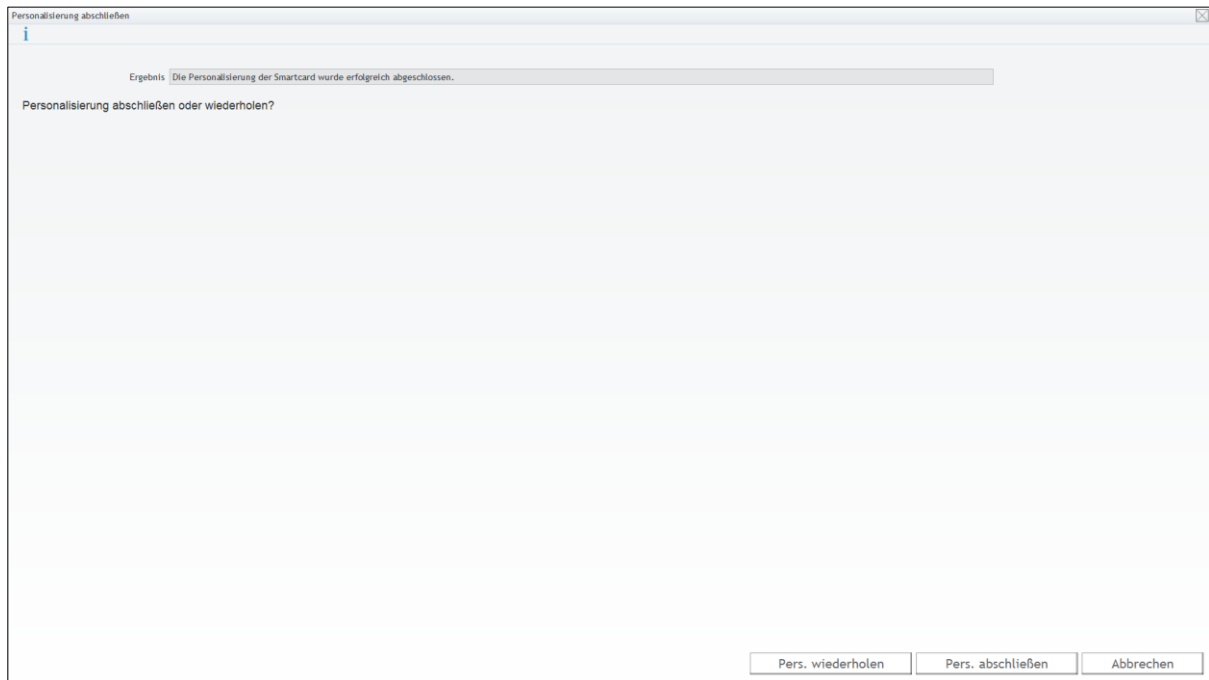 Personalisierung abschließen
i
Ergebnis Die Personalisierung der Smartcard wurde erfolgreich abgeschlossen.
Personalisierung abschließen oder wiederholen?
Pers. wiederholen Pers. abschließen Abbrechen